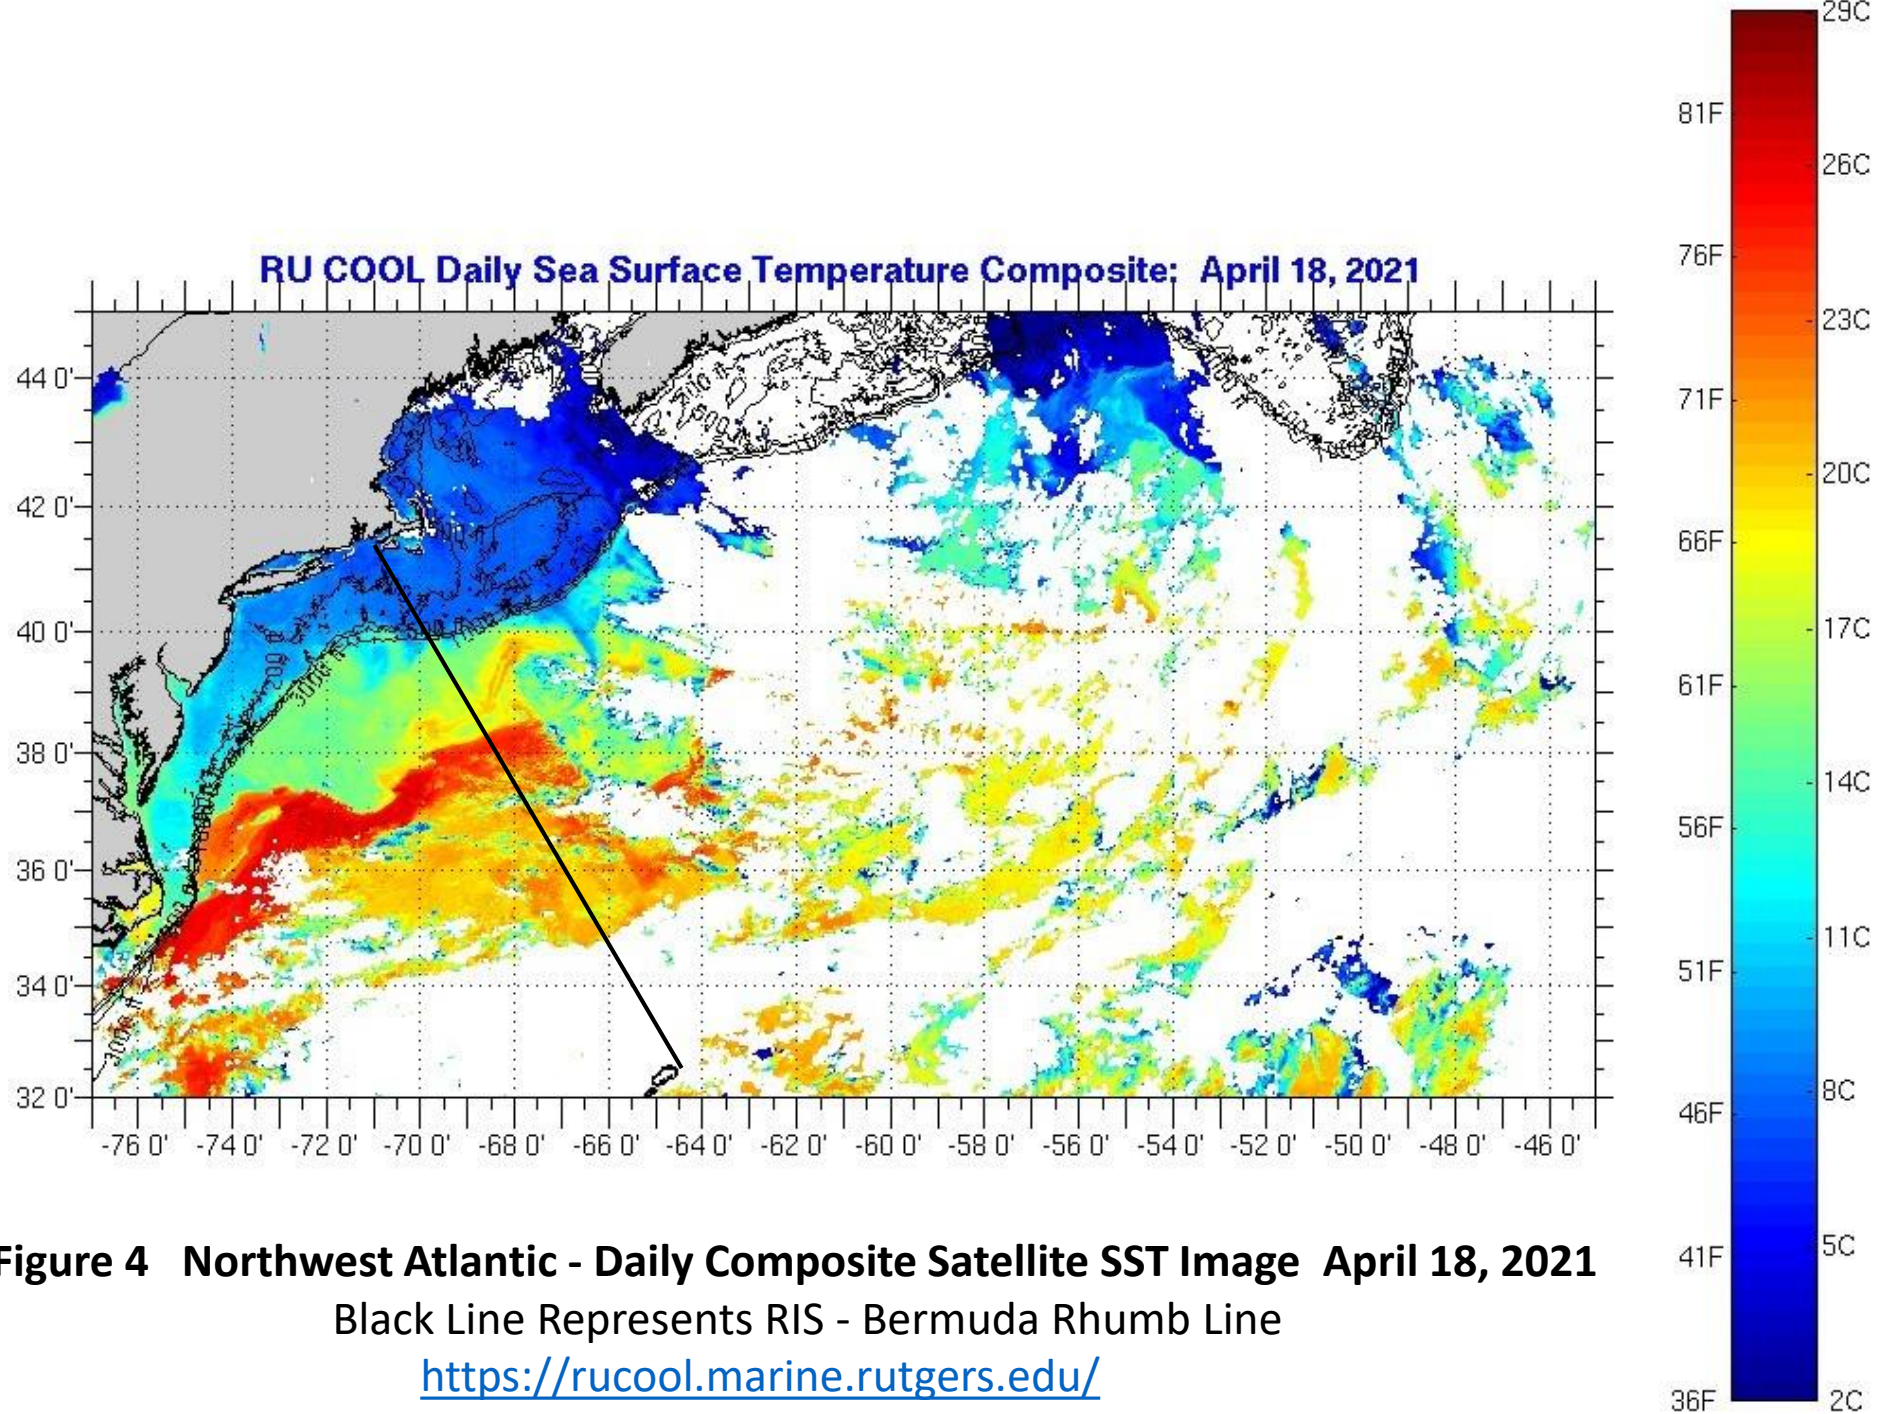 29C
81F
26C
76F
RU COOL Daily Sea Surface Temperature Composite: April 18, 2021
23C
44 0'
71F
20C
42 0'
66F
40 0'
17C
61F
38 0'
14C
56F
36 0'
11C
51F
34 0'
8C
46F
32 0'
-76 0' -74 0' -72 0' -70 0' -68 0' -66 0' -64 0' -62 0' -60 0' -58 0' -56 0' -54 0' -52 0' -50 0' -48 0' -46 0'
5C
41F
Figure 4 Northwest Atlantic - Daily Composite Satellite SST Image April 18, 2021
Black Line Represents RIS - Bermuda Rhumb Line
https://rucool.marine.rutgers.edu/
36F
2C